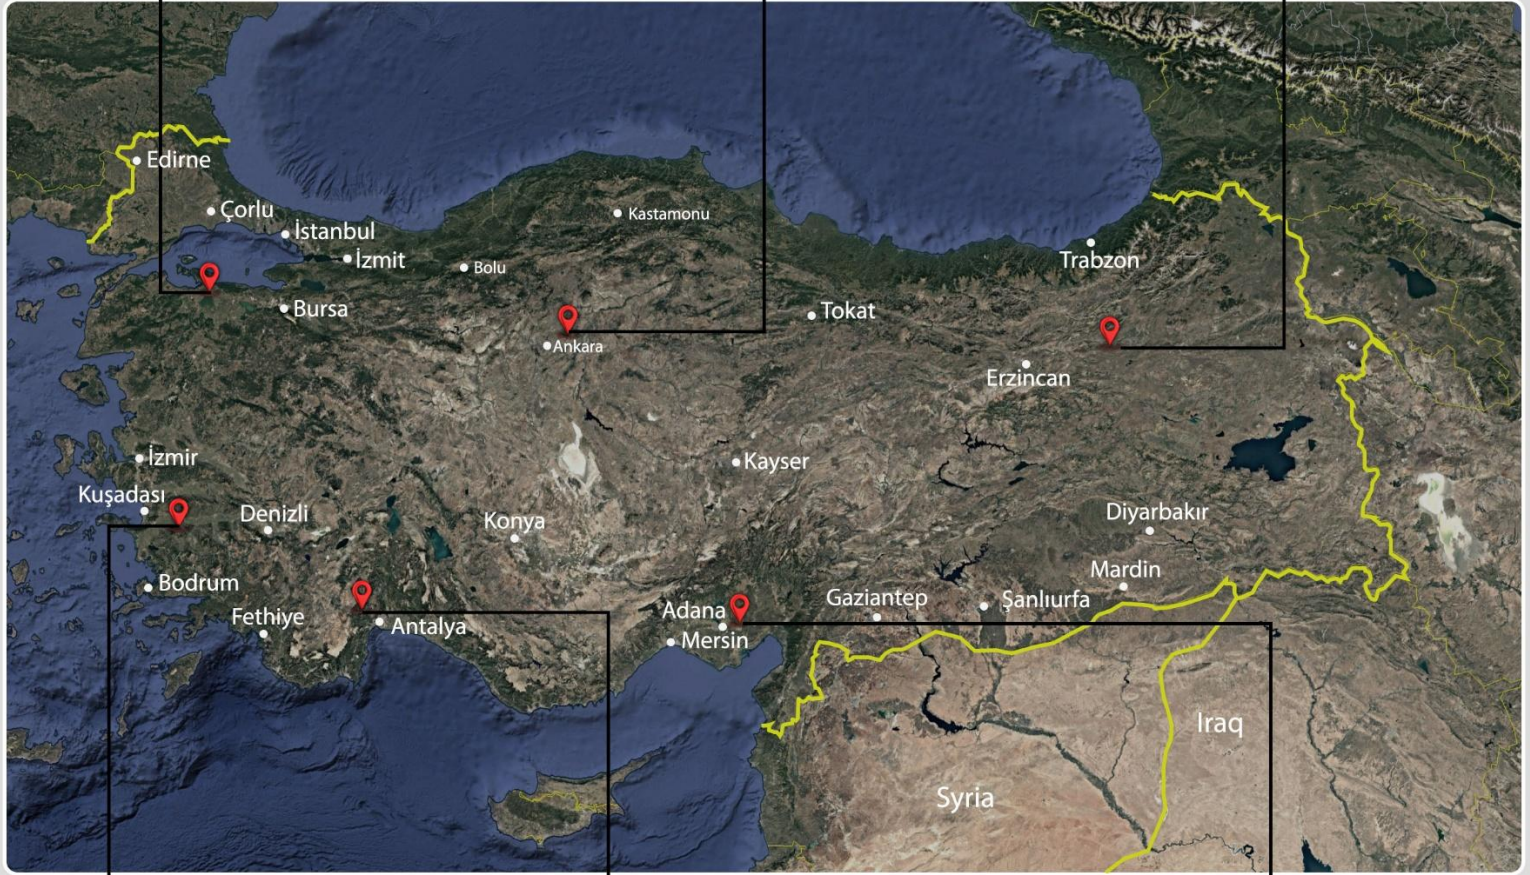 Edirne
Çorlu
İstanbul
Kastamonu
İzmit
Bolu
Trabzon
Bursa
Tokat
Ankara
Erzincan
İzmir
Kayser
Kuşadası
Denizli
Konya
Diyarbakır
Bodrum
Mardin
Fethiye
Antalya
Adana
Mersin
Gaziantep
Şanlıurfa
Iraq
Syria